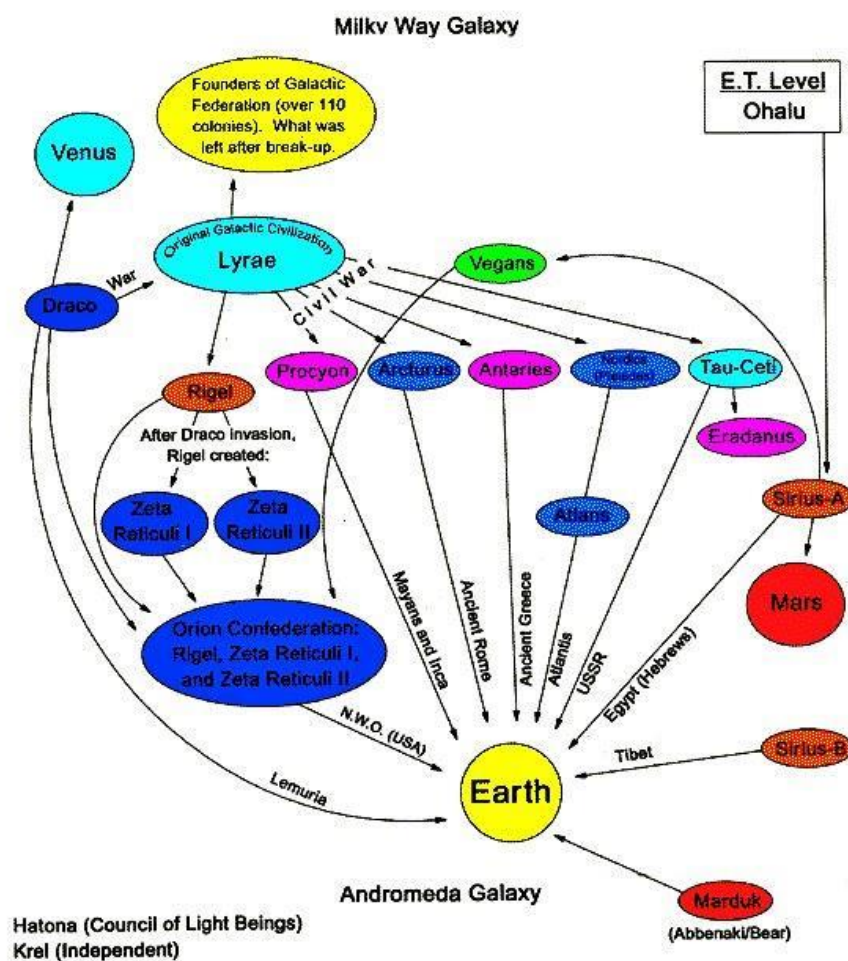 Milky Way Galaxy
Founders of Galactic
Federation (over 110
colonies). What was
left after break-up.
E.T. Level
Ohalu
Venus
Original Galactic Civilization
Lyrae
Vegans
War
Draco
Civil War
Procyon
Arcturus
Antaries
Nordics
(Pleiades)
Tau-Ceti
Rigel
Eradanus
After Draco invasion,
Rigel created:
Zeta
Reticuli I
Zeta
Reticuli II
Atlans
Sirius-A
Mars
Orion Confederation:
Rigel, Zeta Reticuli I,
and Zeta Reticuli II
Mayans and Inca
Ancient Rome
Ancient Greece
Atlantis
USSR
Egypt (Hebrews)
N.W.O. (USA)
Tibet
Sirius-B
Lemuria
Earth
Andromeda Galaxy
Marduk
(Abbenaki/Bear)
Hatona (Council of Light Beings)
Krel (Independent)